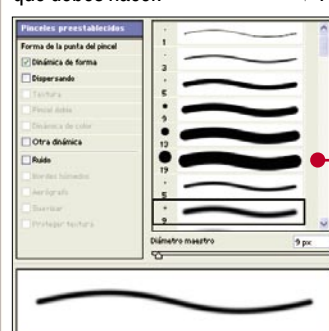 que debes hacer.
Pinceles preestablecidos
Forma de la punta del pincel
Dinámica de forma
Dispersando
Textura
Pincel doble
Dinámica de color
Otra dinámica
Ruido
Bordes húmedos
Aerógrafo
Suavizar
Proteger textura
1
3
5
9
13
19
5
9
Diámetro maestro
9 px